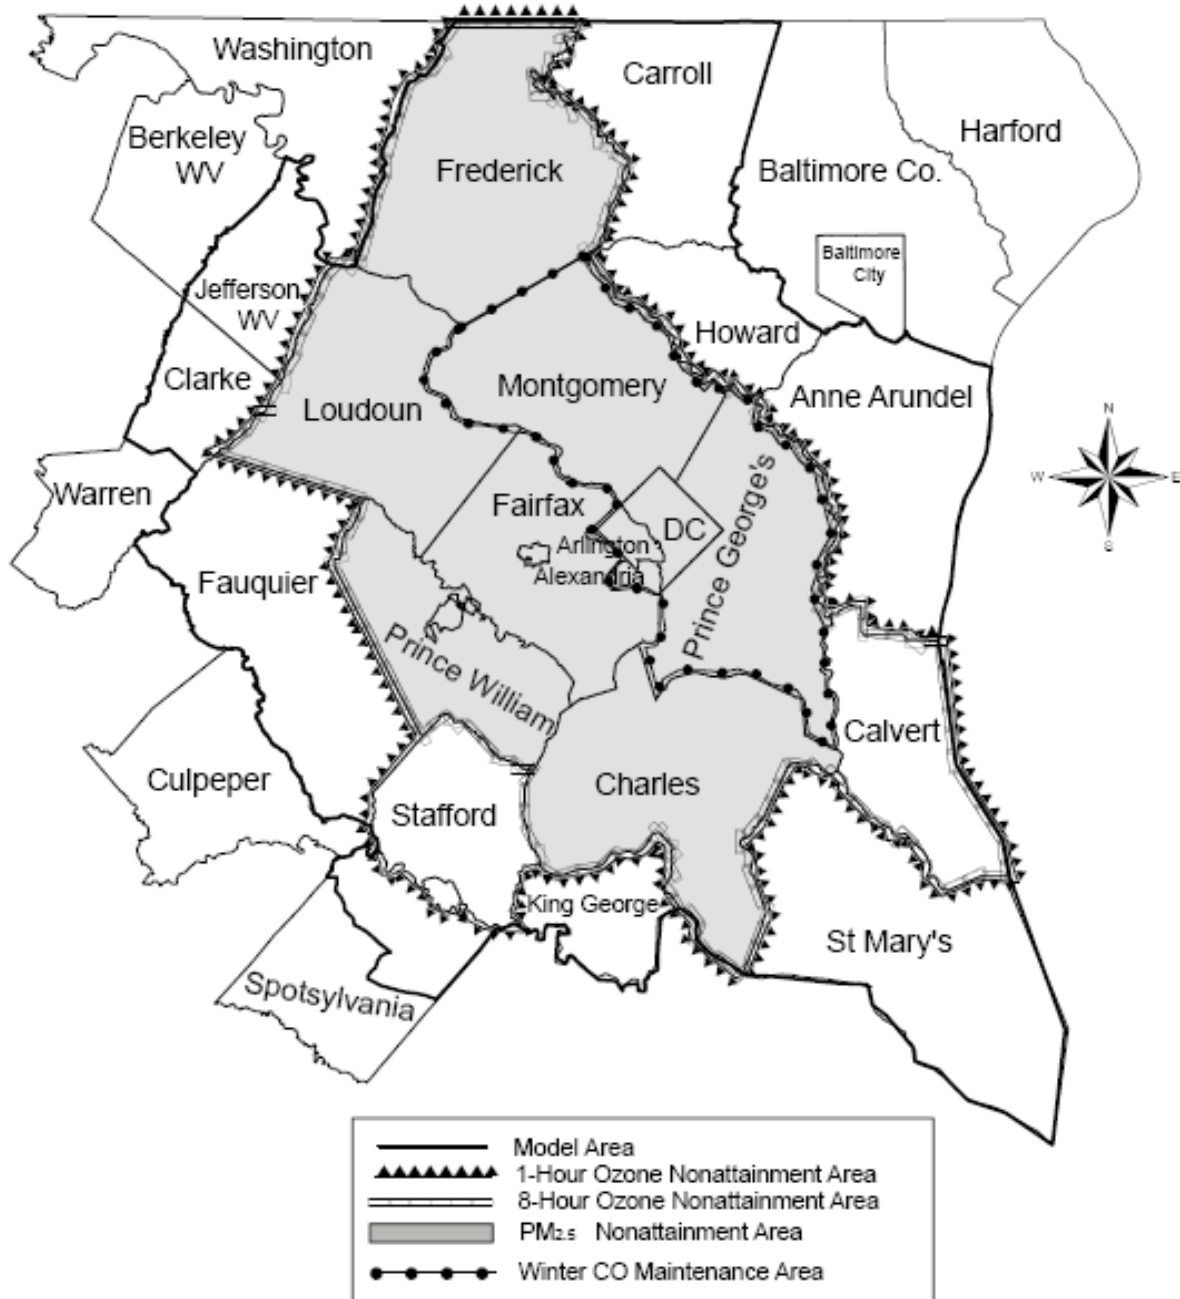 Washington
Carroll
Harford
Berkeley
WV
Frederick
Baltimore Co.
Baltimore
City
Jefferson
WV
Howard
Clarke
Loudoun
Montgomery
Anne Arundel
N
W
E
S
Warren
Fairfax
DC
Arlington
Alexandria
Prince George's
Fauquier
Prince William
Calvert
Culpeper
Charles
Stafford
King George
St Mary's
Spotsylvania
Model Area
1-Hour Ozone Nonattainment Area
8-Hour Ozone Nonattainment Area
PM2.5 Nonattainment Area
Winter CO Maintenance Area